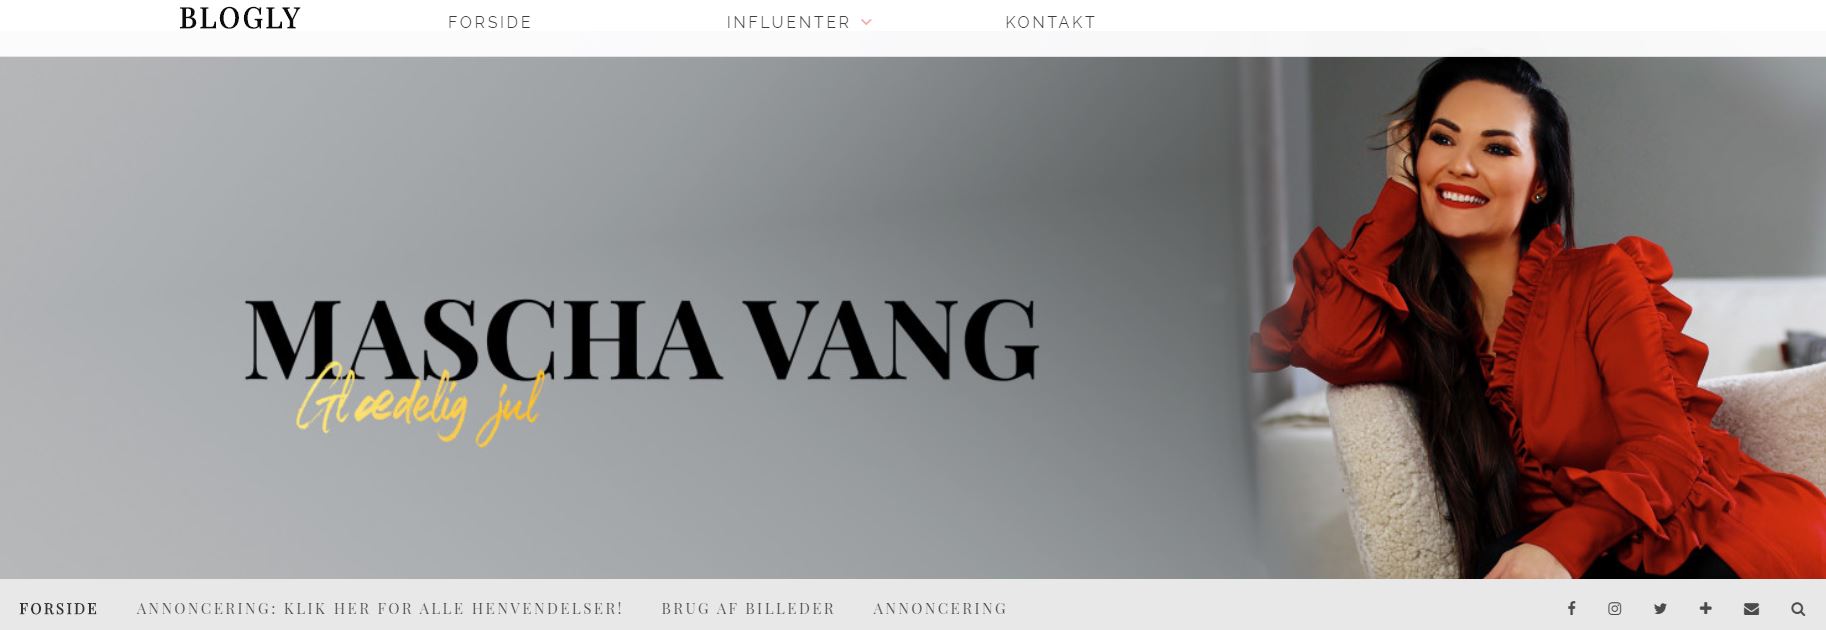 BLOGLY FORSIDE INFLUENTER KONTAKT
MASCHA VANG
Glædelig jul
FORSIDE ANNONCERING: KLIK HER FOR ALLE HENVENDELSER! BRUG AF BILLEDER ANNONCERING